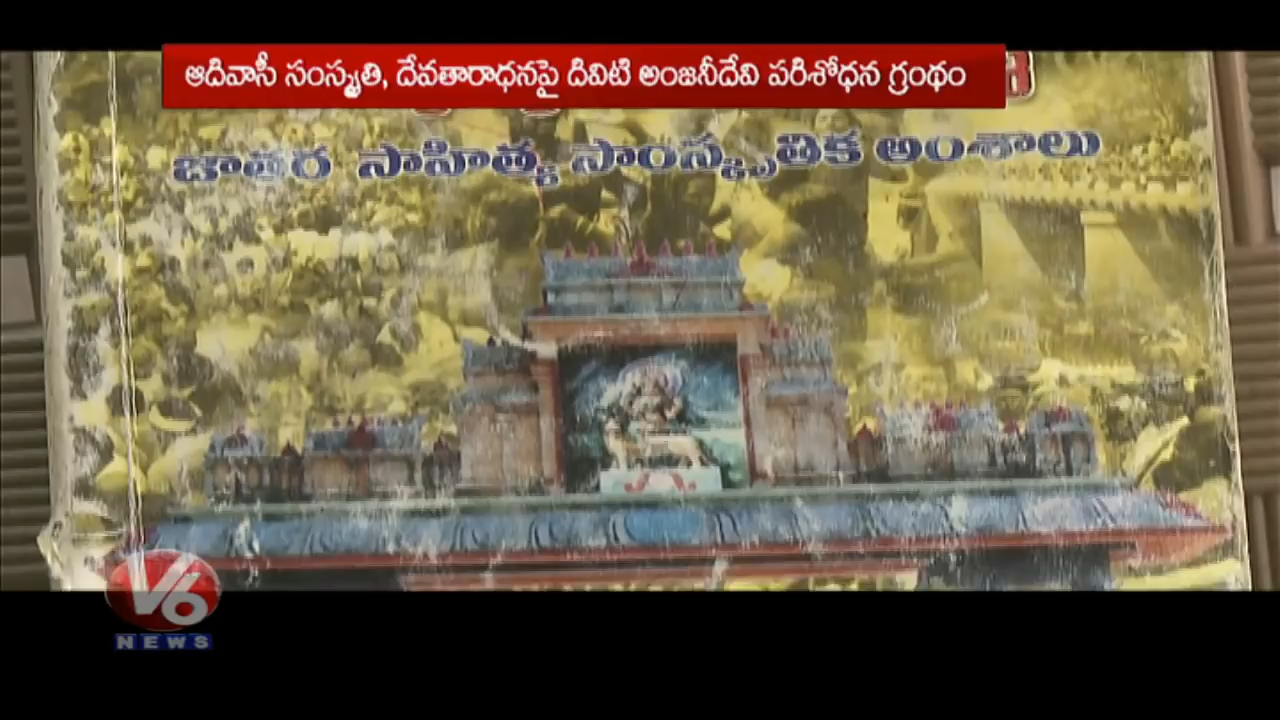 ఆదివాసీ సంస్కృతి, దేవతారాధనపై దివిటి అంజనీదేవి పరిశోధన గ్రంథం
జాతర సాహిత్య సాంస్కృతిక అంశాలు
V6
NEWS